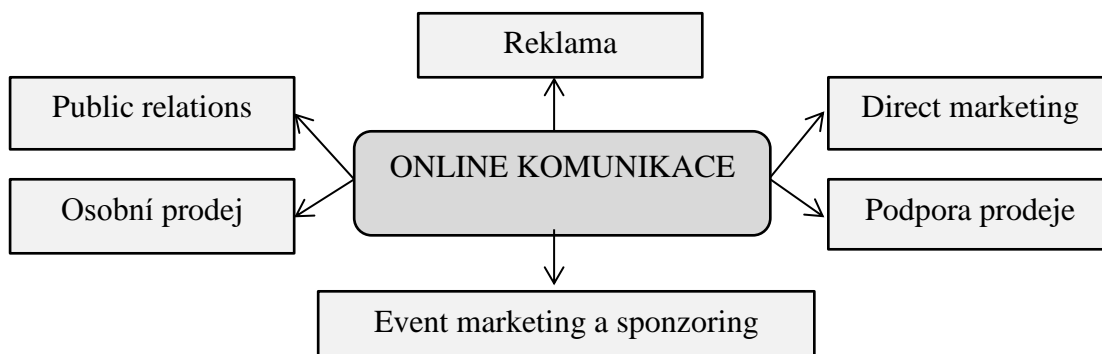 Reklama
Public relations
Direct marketing
ONLINE KOMUNIKACE
Osobní prodej
Podpora prodeje
Event marketing a sponzoring